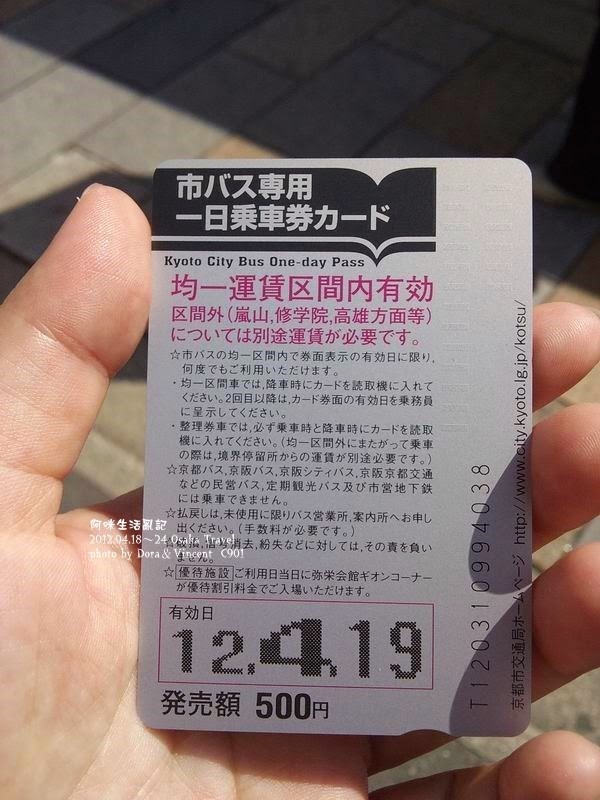 市バス専用
一日乗車券カード
Kyoto City Bus One-day Pass
均一運賃区間内有効
区間外(嵐山,修学院,高雄方面等)
については別途運賃が必要です。
☆市バスの均一区間内で券面表示の有効日に限り,
何度でもご利用いただけます。
・均一区間車では,降車時にカードを読取機に入れて
ください。2回目以降は,カード券面の有効日を乗務員
に呈示してください。
・整理券車では,必ず乗車時と降車時にカードを読取
機に入れてください。(均一区間外にまたがって乗車
の際は,境界停留所からの運賃が別途必要です。)
☆京都バス,京阪バス,京阪シティバス,京阪京都交通
などの民営バス,定期観光バス及び市営地下鉄
には乗車できません。
☆払戻しは,未使用に限りバス営業所,案内所へお申し
出ください。(手数料が必要です。)
紛失などに対しては,その責を負い
ません。
☆優待施設 ご利用日当日に弥栄会館ギオンコーナー
が優待割引料金でご入場いただけます。
有効日
12.4.19
発売額 500円
T120310994038
京都市交通局ホームページ http://www.city.kyoto.lg.jp/kotsu/
阿咪生活亂記
2012.04.18~24 Osaka Travel
photo by Dora & Vincent C901